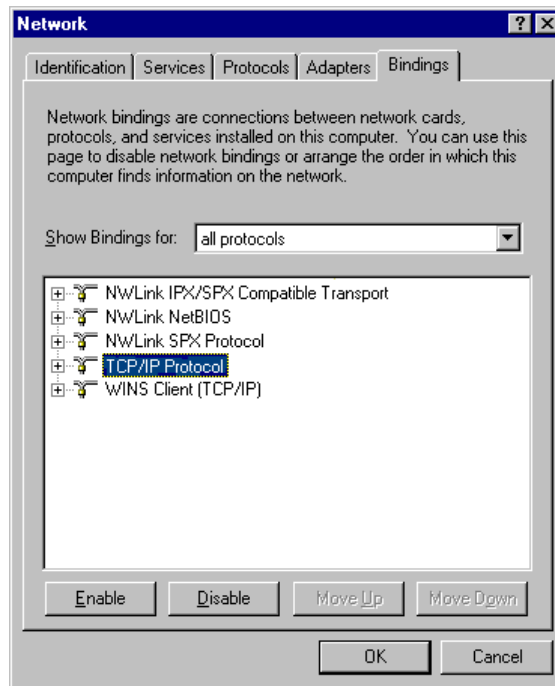 Network
Identification Services Protocols Adapters Bindings
Network bindings are connections between network cards,
protocols, and services installed on this computer. You can use this
page to disable network bindings or arrange the order in which this
computer finds information on the network.
Show Bindings for: all protocols
NWLink IPX/SPX Compatible Transport
NWLink NetBIOS
NWLink SPX Protocol
TCP/IP Protocol
WINS Client (TCP/IP)
Enable Disable Move Up Move Down
OK Cancel